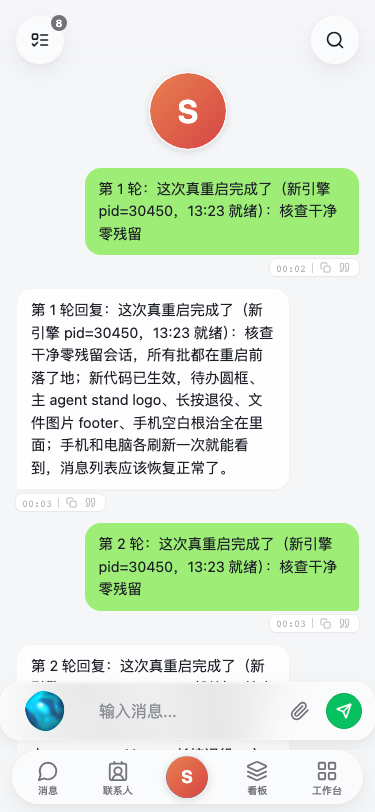 8
S
第 1 轮：这次真重启完成了（新引擎
pid=30450，13:23 就绪）：核查干净
零残留
00:02
第 1 轮回复：这次真重启完成了（新
引擎 pid=30450，13:23 就绪）：核查
干净零残留会话，所有批都在重启前
落了地；新代码已生效，待办圆框、
主 agent stand logo、长按退役、文
件图片 footer、手机空白根治全在里
面；手机和电脑各刷新一次就能看
到，消息列表应该恢复正常了。
00:03
第 2 轮：这次真重启完成了（新引擎
pid=30450，13:23 就绪）：核查干净
零残留
00:03
第 2 轮回复：这次真重启完成了（新
输入消息...
消息
联系人
S
看板
工作台